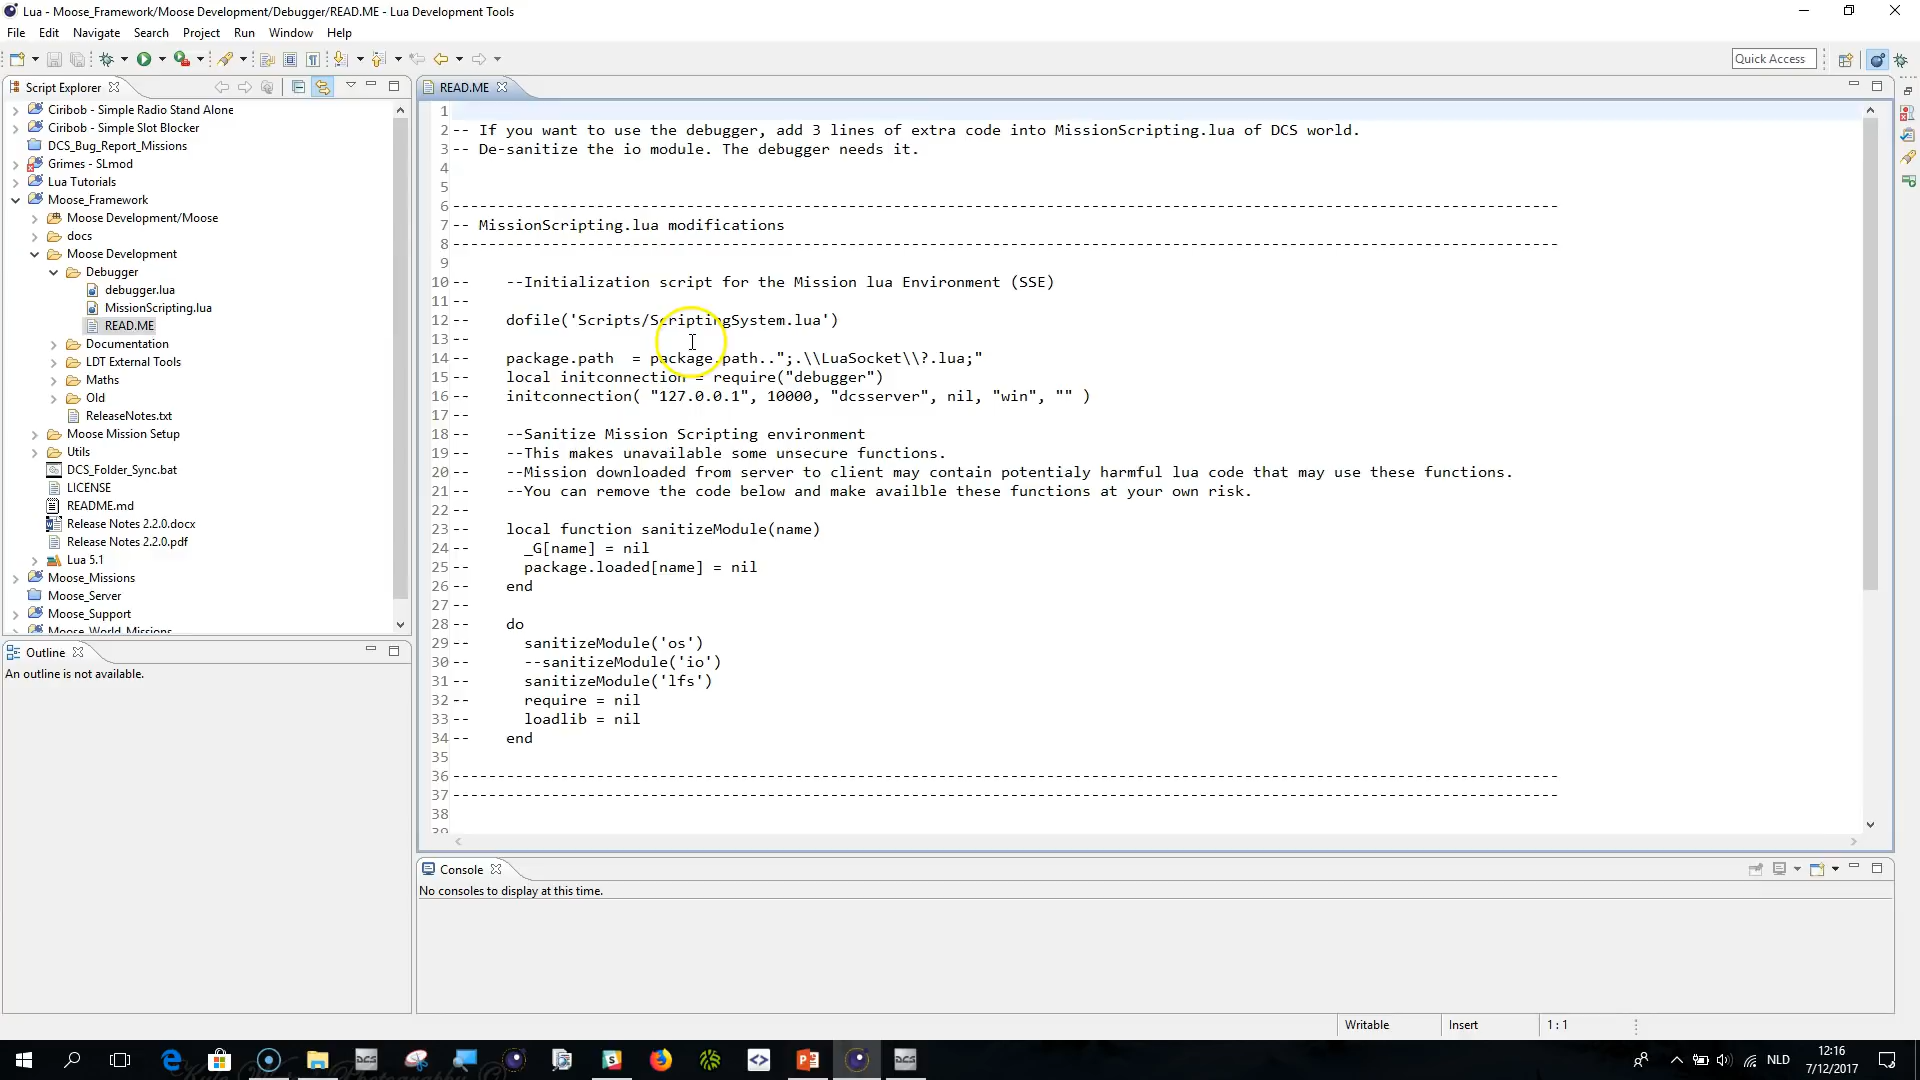 Lua - Moose_Framework/Moose Development/Debugger/READ.ME - Lua Development Tools
File Edit Navigate Search Project Run Window Help
Quick Access
Script Explorer
Ciribob - Simple Radio Stand Alone
Ciribob - Simple Slot Blocker
DCS_Bug_Report_Missions
Grimes - SLmod
Lua Tutorials
Moose_Framework
Moose Development/Moose
docs
Moose Development
Debugger
debugger.lua
MissionScripting.lua
READ.ME
Documentation
LDT External Tools
Maths
Old
ReleaseNotes.txt
Moose Mission Setup
Utils
DCS_Folder_Sync.bat
LICENSE
README.md
Release Notes 2.2.0.docx
Release Notes 2.2.0.pdf
Lua 5.1
Moose_Missions
Moose_Server
Moose_Support
Moose_World_Missions
Outline
An outline is not available.
READ.ME
1
2 -- If you want to use the debugger, add 3 lines of extra code into MissionScripting.lua of DCS world.
3 -- De-sanitize the io module. The debugger needs it.
4
5
6 ---------------------------------------------------------------------------------------------------------------------------
7 -- MissionScripting.lua modifications
8 ---------------------------------------------------------------------------------------------------------------------------
9
10 --    --Initialization script for the Mission lua Environment (SSE)
11 --
12 --    dofile('Scripts/ScriptingSystem.lua')
13 --
14 --    package.path  = package.path..";.\\LuaSocket\\?.lua;"
15 --    local initconnection = require("debugger")
16 --    initconnection( "127.0.0.1", 10000, "dcsserver", nil, "win", "" )
17 --
18 --    --Sanitize Mission Scripting environment
19 --    --This makes unavailable some unsecure functions.
20 --    --Mission downloaded from server to client may contain potentialy harmful lua code that may use these functions.
21 --    --You can remove the code below and make availble these functions at your own risk.
22 --
23 --    local function sanitizeModule(name)
24 --      _G[name] = nil
25 --      package.loaded[name] = nil
26 --    end
27 --
28 --    do
29 --      sanitizeModule('os')
30 --      --sanitizeModule('io')
31 --      sanitizeModule('lfs')
32 --      require = nil
33 --      loadlib = nil
34 --    end
35
36 ---------------------------------------------------------------------------------------------------------------------------
37 ---------------------------------------------------------------------------------------------------------------------------
38
39
Console
No consoles to display at this time.
Writable Insert 1 : 1
DCS DCS NLD 12:16
7/12/2017